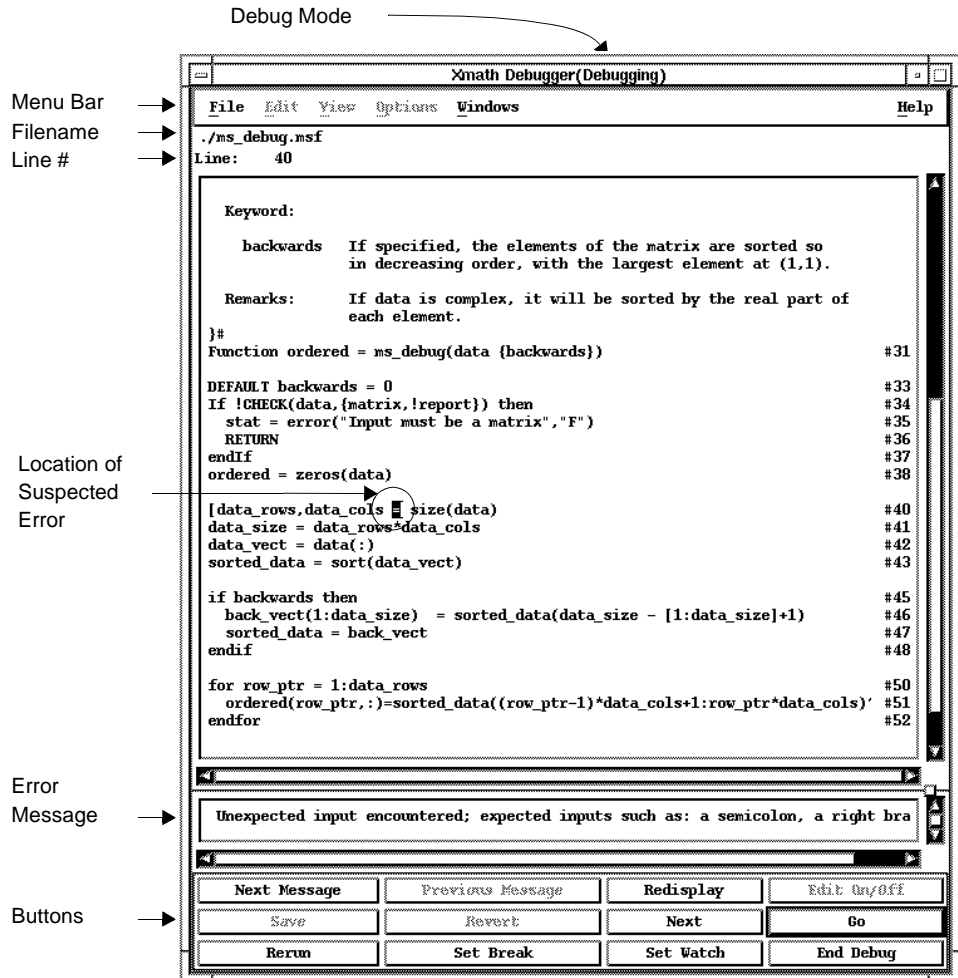 Debug Mode
Xmath Debugger(Debugging)
Menu Bar
File Edit View Options Windows Help
Filename
./ms_debug.msf
Line #
Line: 40
Keyword:
backwards If specified, the elements of the matrix are sorted so
in decreasing order, with the largest element at (1,1).
Remarks: If data is complex, it will be sorted by the real part of
each element.
}#
Function ordered = ms_debug(data {backwards}) #31
DEFAULT backwards = 0 #33
If !CHECK(data,{matrix,!report}) then #34
stat = error("Input must be a matrix","F") #35
RETURN #36
endIf #37
ordered = zeros(data) #38
Location of
Suspected
Error
[data_rows,data_cols = size(data) #40
data_size = data_rows*data_cols #41
data_vect = data(:) #42
sorted_data = sort(data_vect) #43
if backwards then #45
back_vect(1:data_size) = sorted_data(data_size - [1:data_size]+1) #46
sorted_data = back_vect #47
endif #48
for row_ptr = 1:data_rows #50
ordered(row_ptr,:)=sorted_data((row_ptr-1)*data_cols+1:row_ptr*data_cols)' #51
endfor #52
Error
Message
Unexpected input encountered; expected inputs such as: a semicolon, a right bra
Buttons
Next Message Previous Message Redisplay Edit On/Off
Save Revert Next Go
Rerun Set Break Set Watch End Debug